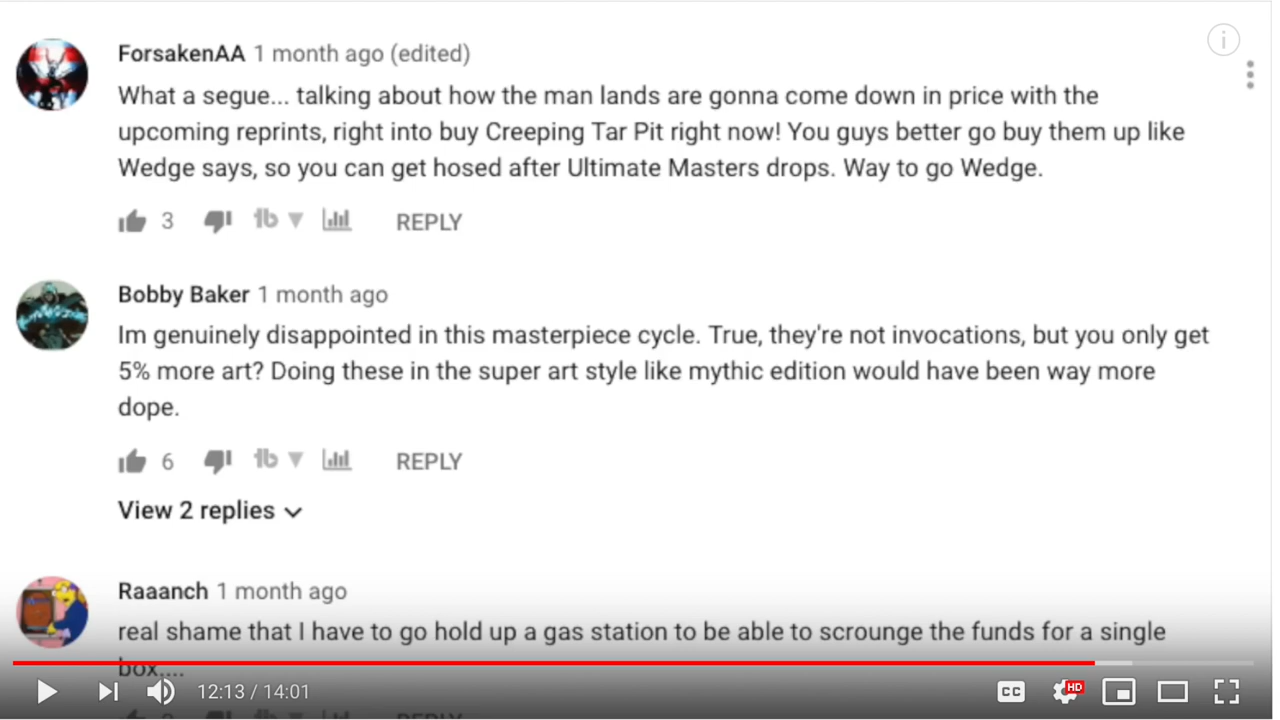 ForsakenAA 1 month ago (edited)
What a segue... talking about how the man lands are gonna come down in price with the
upcoming reprints, right into buy Creeping Tar Pit right now! You guys better go buy them up like
Wedge says, so you can get hosed after Ultimate Masters drops. Way to go Wedge.
3 REPLY
Bobby Baker 1 month ago
Im genuinely disappointed in this masterpiece cycle. True, they're not invocations, but you only get
5% more art? Doing these in the super art style like mythic edition would have been way more
dope.
6 REPLY
View 2 replies
Raaanch 1 month ago
real shame that I have to go hold up a gas station to be able to scrounge the funds for a single
box....
12:13 / 14:01 CC HD
REPLY